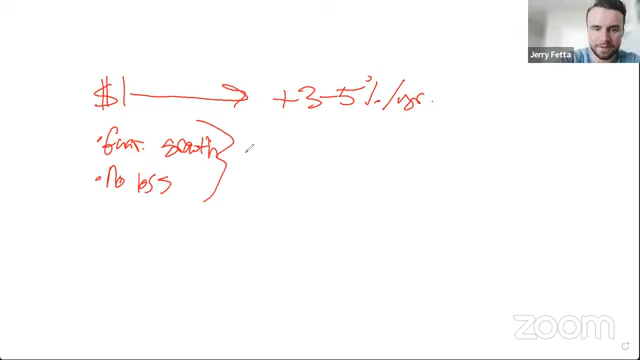 Jerry Fetta
$1 → +3-5%/yr.
• Guar. growth
• No loss
zoom